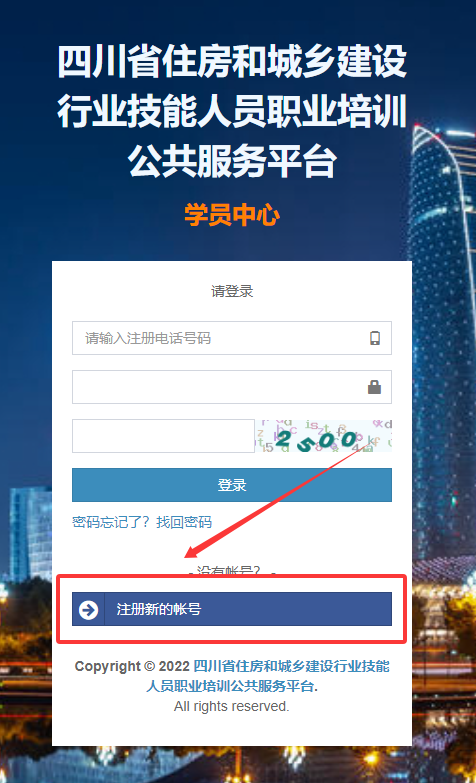 四川省住房和城乡建设
行业技能人员职业培训
公共服务平台
学员中心
请登录
请输入注册电话号码
2500
登录
密码忘记了？找回密码
- 没有帐号? -
注册新的帐号
Copyright © 2022 四川省住房和城乡建设行业技能
人员职业培训公共服务平台.
All rights reserved.